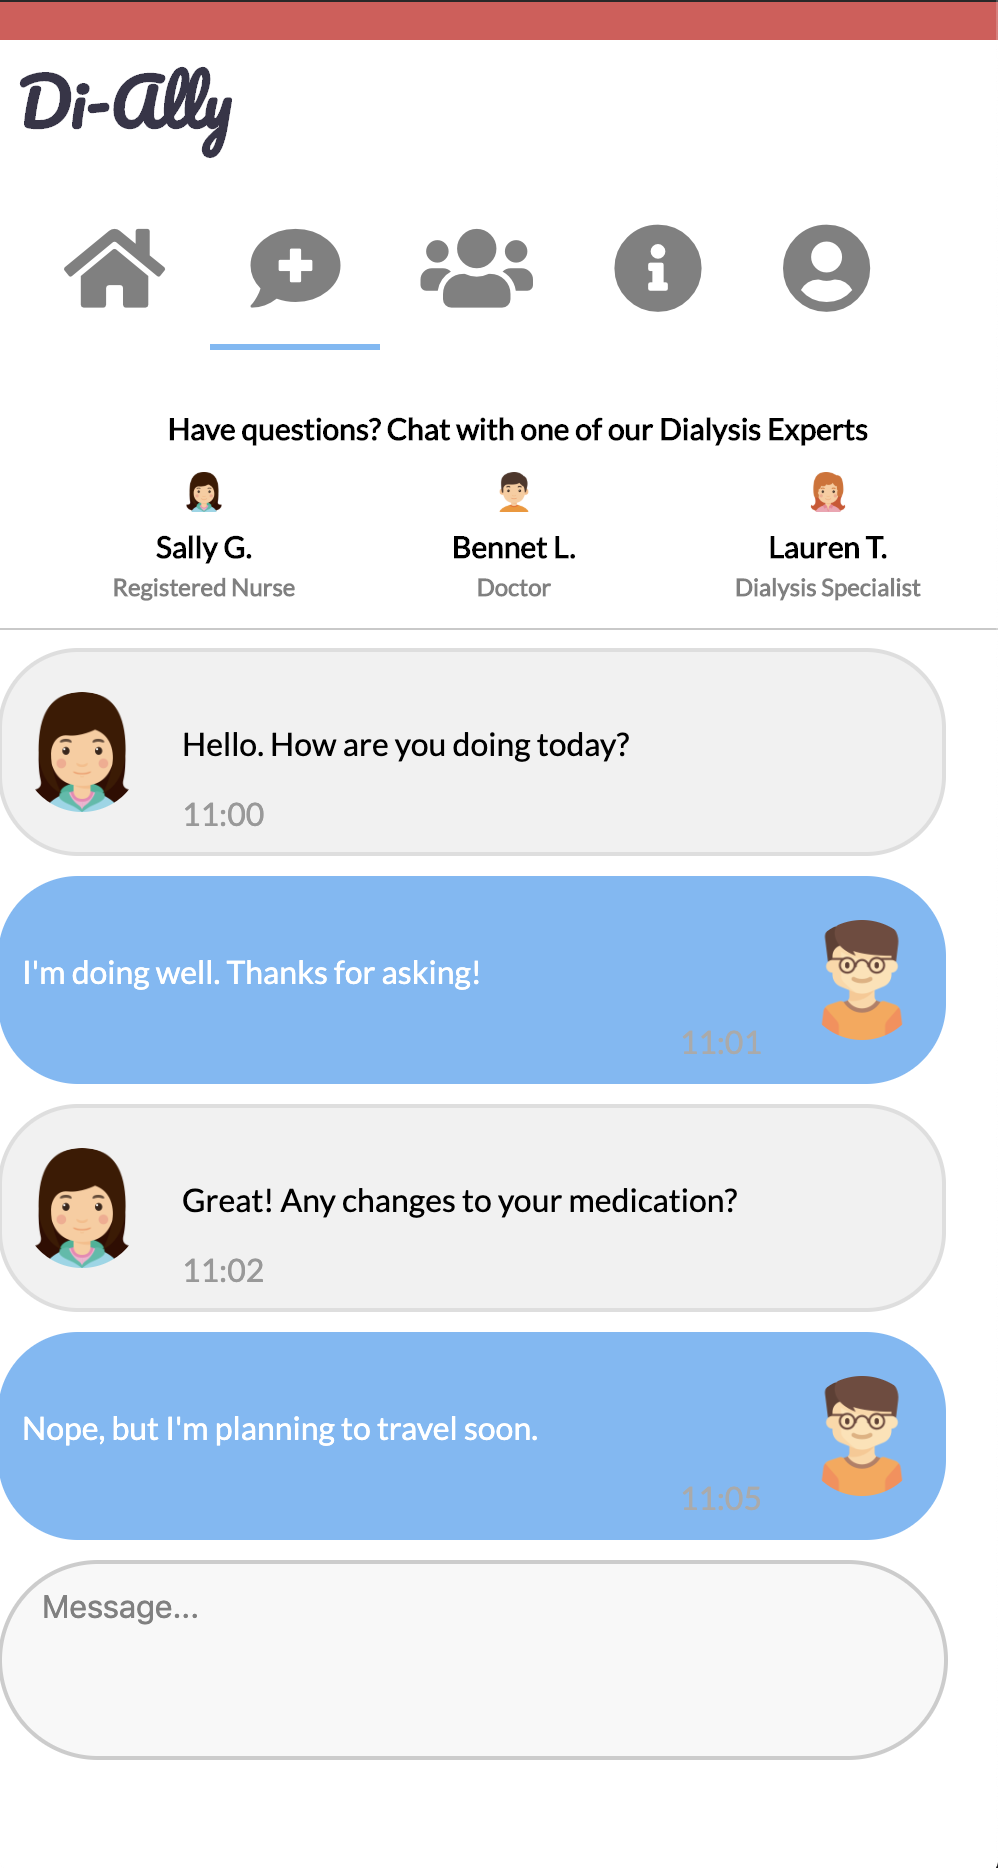 Di-Ally
Have questions? Chat with one of our Dialysis Experts
Sally G.
Bennet L.
Lauren T.
Registered Nurse
Doctor
Dialysis Specialist
Hello. How are you doing today?
11:00
I'm doing well. Thanks for asking!
11:01
Great! Any changes to your medication?
11:02
Nope, but I'm planning to travel soon.
11:05
Message...